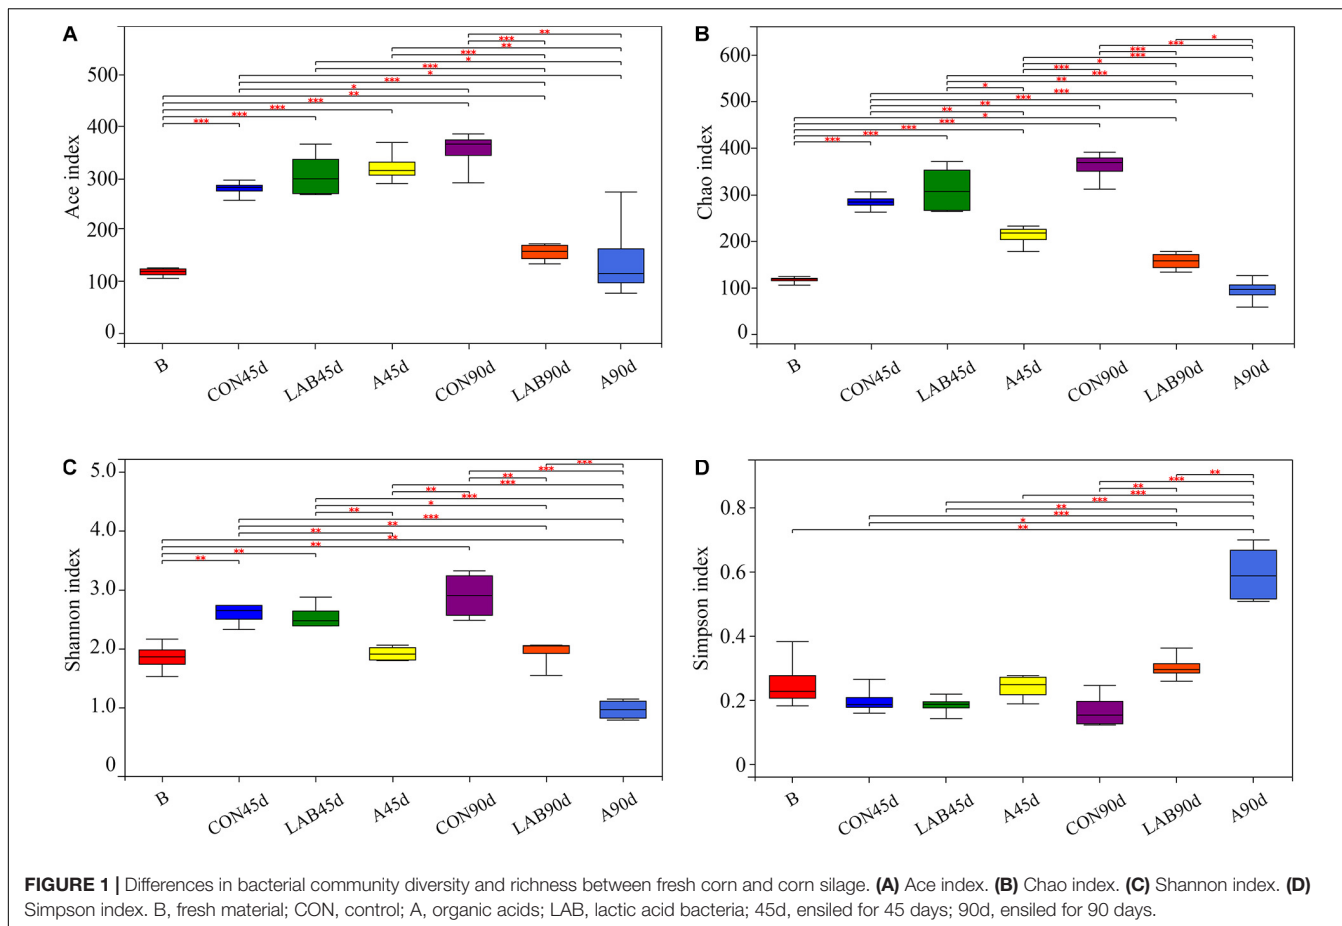 A
Ace index
500
400
300
200
100
0
**
***
**
***
*
***
*
***
*
**
***
***
***
***
B
CON45d
LAB45d
A45d
CON90d
LAB90d
A90d
B
Chao index
600
500
400
300
200
100
0
*
***
***
***
*
***
***
**
*
***
***
**
**
*
***
***
***
***
B
CON45d
LAB45d
A45d
CON90d
LAB90d
A90d
C
Shannon index
5.0
4.0
3.0
2.0
1.0
0
***
***
**
***
**
***
*
**
***
**
**
**
**
**
**
B
CON45d
LAB45d
A45d
CON90d
LAB90d
A90d
D
Simpson index
0.8
0.6
0.4
0.2
0
**
***
**
***
***
**
***
*
**
B
CON45d
LAB45d
A45d
CON90d
LAB90d
A90d
FIGURE 1 | Differences in bacterial community diversity and richness between fresh corn and corn silage. (A) Ace index. (B) Chao index. (C) Shannon index. (D)
Simpson index. B, fresh material; CON, control; A, organic acids; LAB, lactic acid bacteria; 45d, ensiled for 45 days; 90d, ensiled for 90 days.